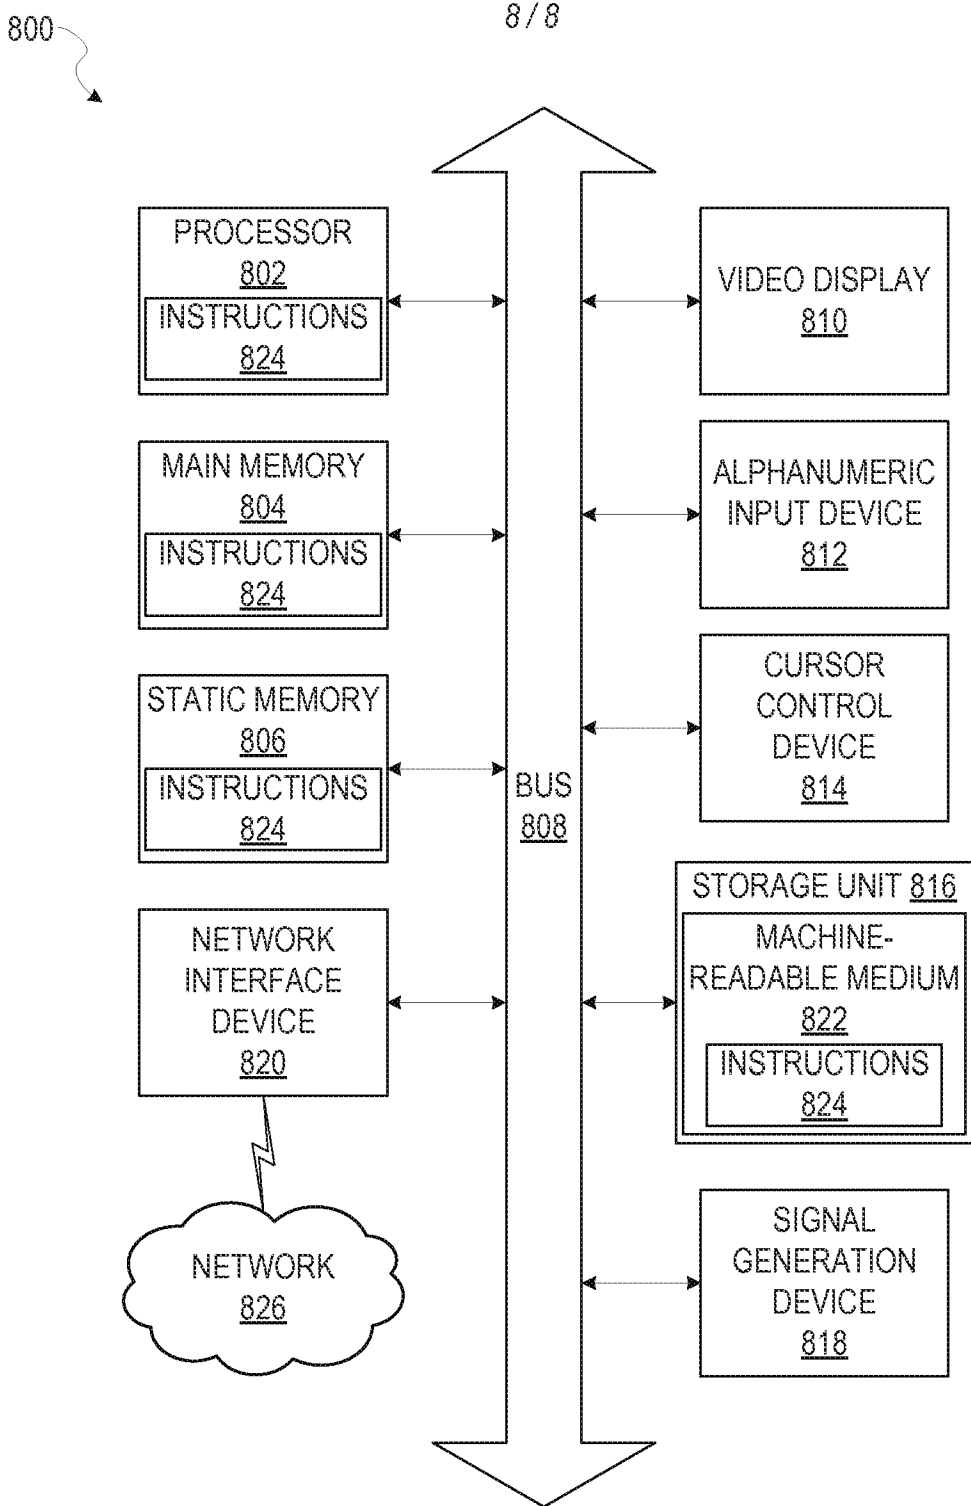 8 / 8
800
PROCESSOR
802
INSTRUCTIONS
824
MAIN MEMORY
804
INSTRUCTIONS
824
STATIC MEMORY
806
INSTRUCTIONS
824
NETWORK
INTERFACE
DEVICE
820
NETWORK
826
BUS
808
VIDEO DISPLAY
810
ALPHANUMERIC
INPUT DEVICE
812
CURSOR
CONTROL
DEVICE
814
STORAGE UNIT 816
MACHINE-
READABLE MEDIUM
822
INSTRUCTIONS
824
SIGNAL
GENERATION
DEVICE
818